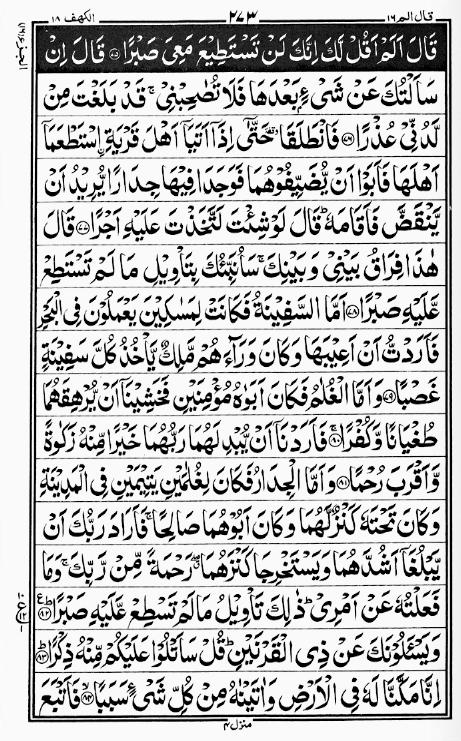 قال الم ١٦ ٢٧٣ الكهف ١٨
قَالَ اَلَمْ اَقُلْ لَّكَ اِنَّكَ لَنْ تَسْتَطِيْعَ مَعِيَ صَبْرًا ﴿٧٥﴾ قَالَ اِنْ
سَاَلْتُكَ عَنْ شَىْءٍۭ بَعْدَهَا فَلَا تُصٰحِبْنِىْ ۚ قَدْ بَلَغْتَ مِنْ
لَّدُنِّىْ عُذْرًا ﴿٧٦﴾ فَانْطَلَقَا ۥ حَتّٰٓى اِذَآ اَتَيَآ اَهْلَ قَرْيَةِ ۨاسْتَطْعَمَآ
اَهْلَهَا فَاَبَوْا اَنْ يُّضَيِّفُوْهُمَا فَوَجَدَا فِيْهَا جِدَارًا يُّرِيْدُ اَنْ
يَّنْقَضَّ فَاَقَامَهٗ ؕ قَالَ لَوْ شِئْتَ لَتَّخَذْتَ عَلَيْهِ اَجْرًا ﴿٧٧﴾ قَالَ
هٰذَا فِرَاقُ بَيْنِىْ وَبَيْنِكَ ۚ سَاُنَبِّئُكَ بِتَاْوِيْلِ مَا لَمْ تَسْتَطِعْ
عَّلَيْهِ صَبْرًا ﴿٧٨﴾ اَمَّا السَّفِيْنَةُ فَكَانَتْ لِمَسٰكِيْنَ يَعْمَلُوْنَ فِى الْبَحْرِ
فَاَرَدْتُّ اَنْ اَعِيْبَهَا وَكَانَ وَرَآءَهُمْ مَّلِكٌ يَّاْخُذُ كُلَّ سَفِيْنَةٍ
غَصْبًا ﴿٧٩﴾ وَاَمَّا الْغُلٰمُ فَكَانَ اَبَوٰهُ مُؤْمِنَيْنِ فَخَشِيْنَآ اَنْ يُّرْهِقَهُمَا
طُغْيَانًا وَّكُفْرًا ﴿٨٠﴾ فَاَرَدْنَآ اَنْ يُّبْدِلَهُمَا رَبُّهُمَا خَيْرًا مِّنْهُ زَكٰوةً
وَّاَقْرَبَ رُحْمًا ﴿٨١﴾ وَاَمَّا الْجِدَارُ فَكَانَ لِغُلٰمَيْنِ يَتِيْمَيْنِ فِى الْمَدِيْنَةِ
وَكَانَ تَحْتَهٗ كَنْزٌ لَّهُمَا وَكَانَ اَبُوْهُمَا صَالِحًا ۚ فَاَرَادَ رَبُّكَ اَنْ
يَّبْلُغَآ اَشُدَّهُمَا وَيَسْتَخْرِجَا كَنْزَهُمَا ۖ رَحْمَةً مِّنْ رَّبِّكَ ۚ وَمَا
فَعَلْتُهٗ عَنْ اَمْرِىْ ؕ ذٰلِكَ تَاْوِيْلُ مَا لَمْ تَسْطِعْ عَّلَيْهِ صَبْرًا ﴿٨٢﴾
وَيَسْـَٔلُوْنَكَ عَنْ ذِى الْقَرْنَيْنِ ؕ قُلْ سَاَتْلُوْا عَلَيْكُمْ مِّنْهُ ذِكْرًا ﴿٨٣﴾
اِنَّا مَكَّنَّا لَهٗ فِى الْاَرْضِ وَاٰتَيْنٰهُ مِنْ كُلِّ شَىْءٍ سَبَبًا ﴿٨٤﴾ فَاَتْبَعَ
منزل ٤